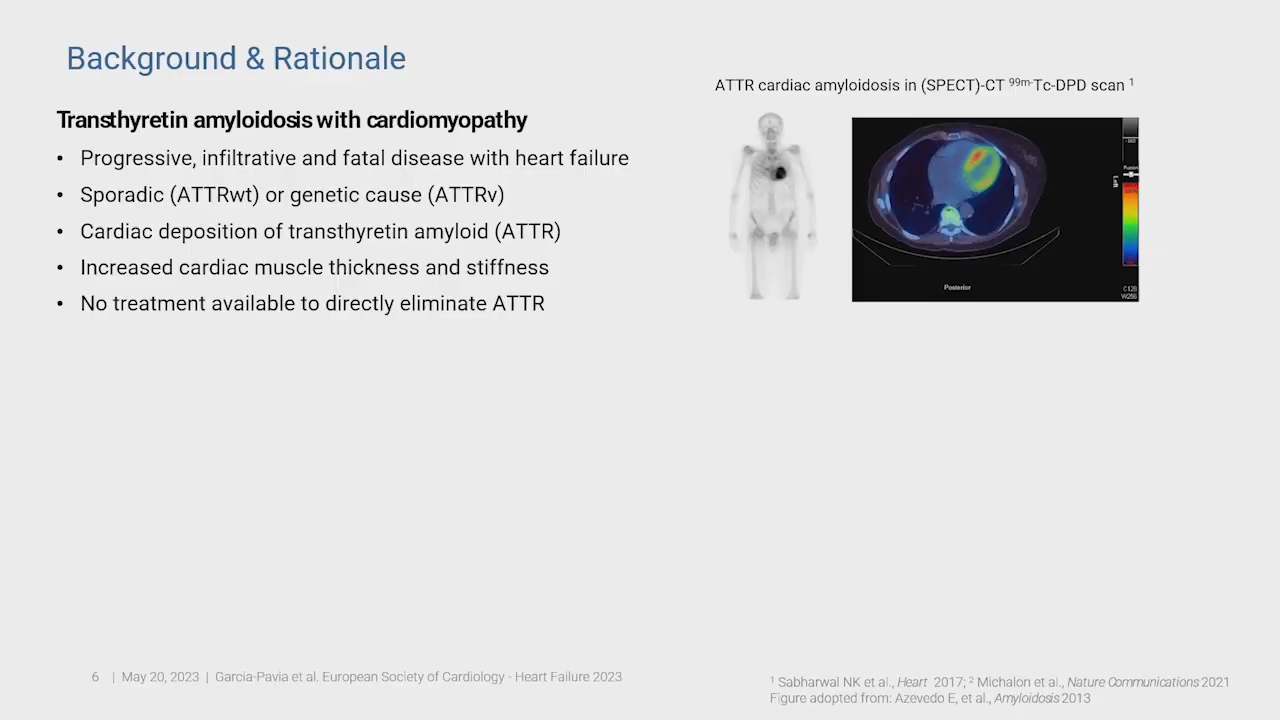 Background & Rationale
ATTR cardiac amyloidosis in (SPECT)-CT 99m-Tc-DPD scan 1
Transthyretin amyloidosis with cardiomyopathy
• Progressive, infiltrative and fatal disease with heart failure
• Sporadic (ATTRwt) or genetic cause (ATTRv)
• Cardiac deposition of transthyretin amyloid (ATTR)
• Increased cardiac muscle thickness and stiffness
• No treatment available to directly eliminate ATTR
Left
Posterior
C128
W256
6 | May 20, 2023 | Garcia-Pavia et al. European Society of Cardiology - Heart Failure 2023
1 Sabharwal NK et al., Heart 2017; 2 Michalon et al., Nature Communications 2021
Figure adopted from: Azevedo E, et al., Amyloidosis 2013